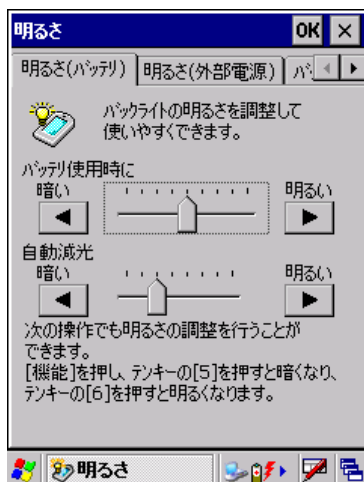 明るさ OK ×
明るさ(バッテリ) 明るさ(外部電源) バ
バックライトの明るさを調整して
使いやすくできます。
バッテリ使用時に
暗い 明るい
自動減光
暗い 明るい
次の操作でも明るさの調整を行うことが
できます。
[機能]を押し、テンキーの[5]を押すと暗くなり、
テンキーの[6]を押すと明るくなります。
明るさ